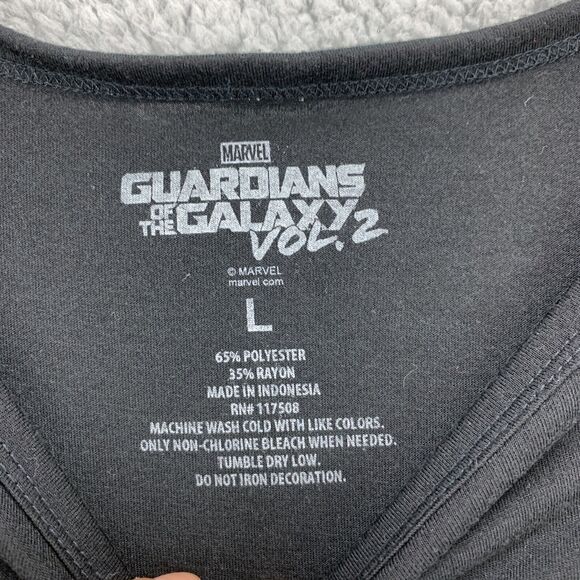 MARVEL
GUARDIANS
OF THE GALAXY
VOL. 2
© MARVEL
marvel.com
L
65% POLYESTER
35% RAYON
MADE IN INDONESIA
RN# 117508
MACHINE WASH COLD WITH LIKE COLORS.
ONLY NON-CHLORINE BLEACH WHEN NEEDED.
TUMBLE DRY LOW.
DO NOT IRON DECORATION.